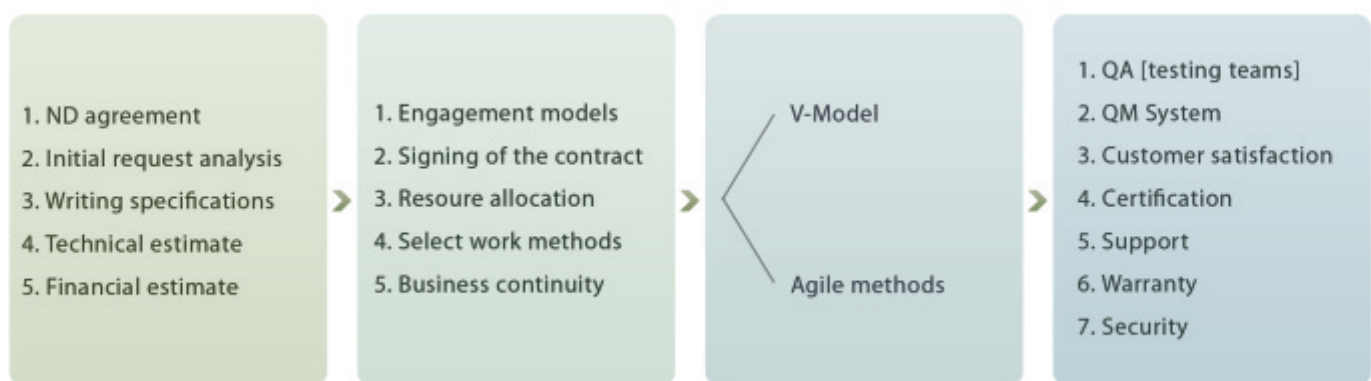 1. ND agreement
2. Initial request analysis
3. Writing specifications
4. Technical estimate
5. Financial estimate
1. Engagement models
2. Signing of the contract
3. Resoure allocation
4. Select work methods
5. Business continuity
V-Model
Agile methods
1. QA [testing teams]
2. QM System
3. Customer satisfaction
4. Certification
5. Support
6. Warranty
7. Security